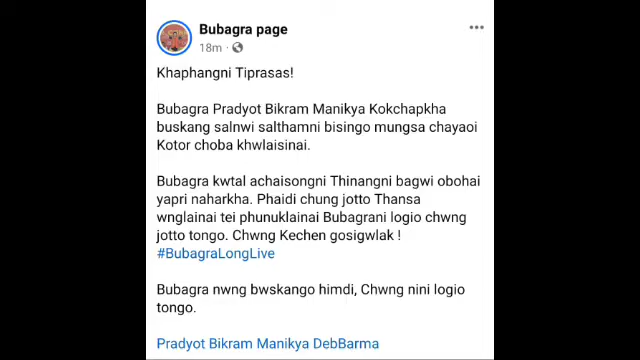 Bubagra page
18m ·
Khaphangni Tiprasas!
Bubagra Pradyot Bikram Manikya Kokchapkha
buskang salnwi salthamni bisingo mungsa chayaoi
Kotor choba khwlaisinai.
Bubagra kwtal achaisongni Thinangni bagwi obohai
yapri naharkha. Phaidi chung jotto Thansa
wnglainai tei phunuklainai Bubagrani logio chwng
jotto tongo. Chwng Kechen gosigwlak !
#BubagraLongLive
Bubagra nwng bwskango himdi, Chwng nini logio
tongo.
Pradyot Bikram Manikya DebBarma